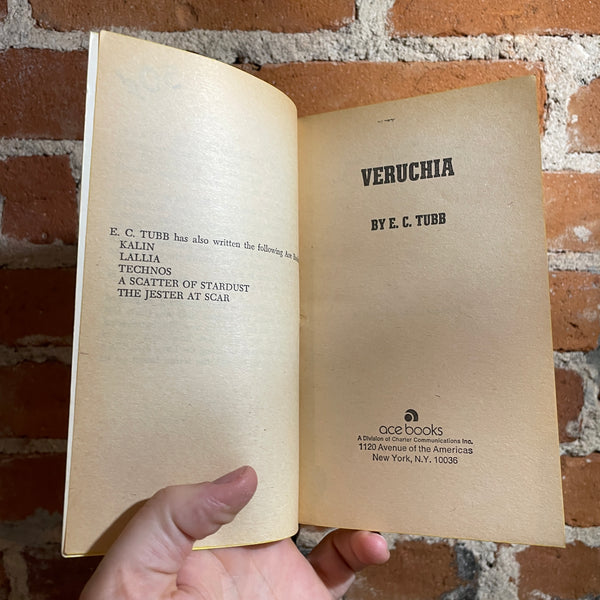 E. C. TUBB has also written the following Ace
KALIN
LALLIA
TECHNOS
A SCATTER OF STARDUST
THE JESTER AT SCAR
VERUCHIA
BY E. C. TUBB
ace books
A Division of Charter Communications Inc.
1120 Avenue of the Americas
New York, N.Y. 10036